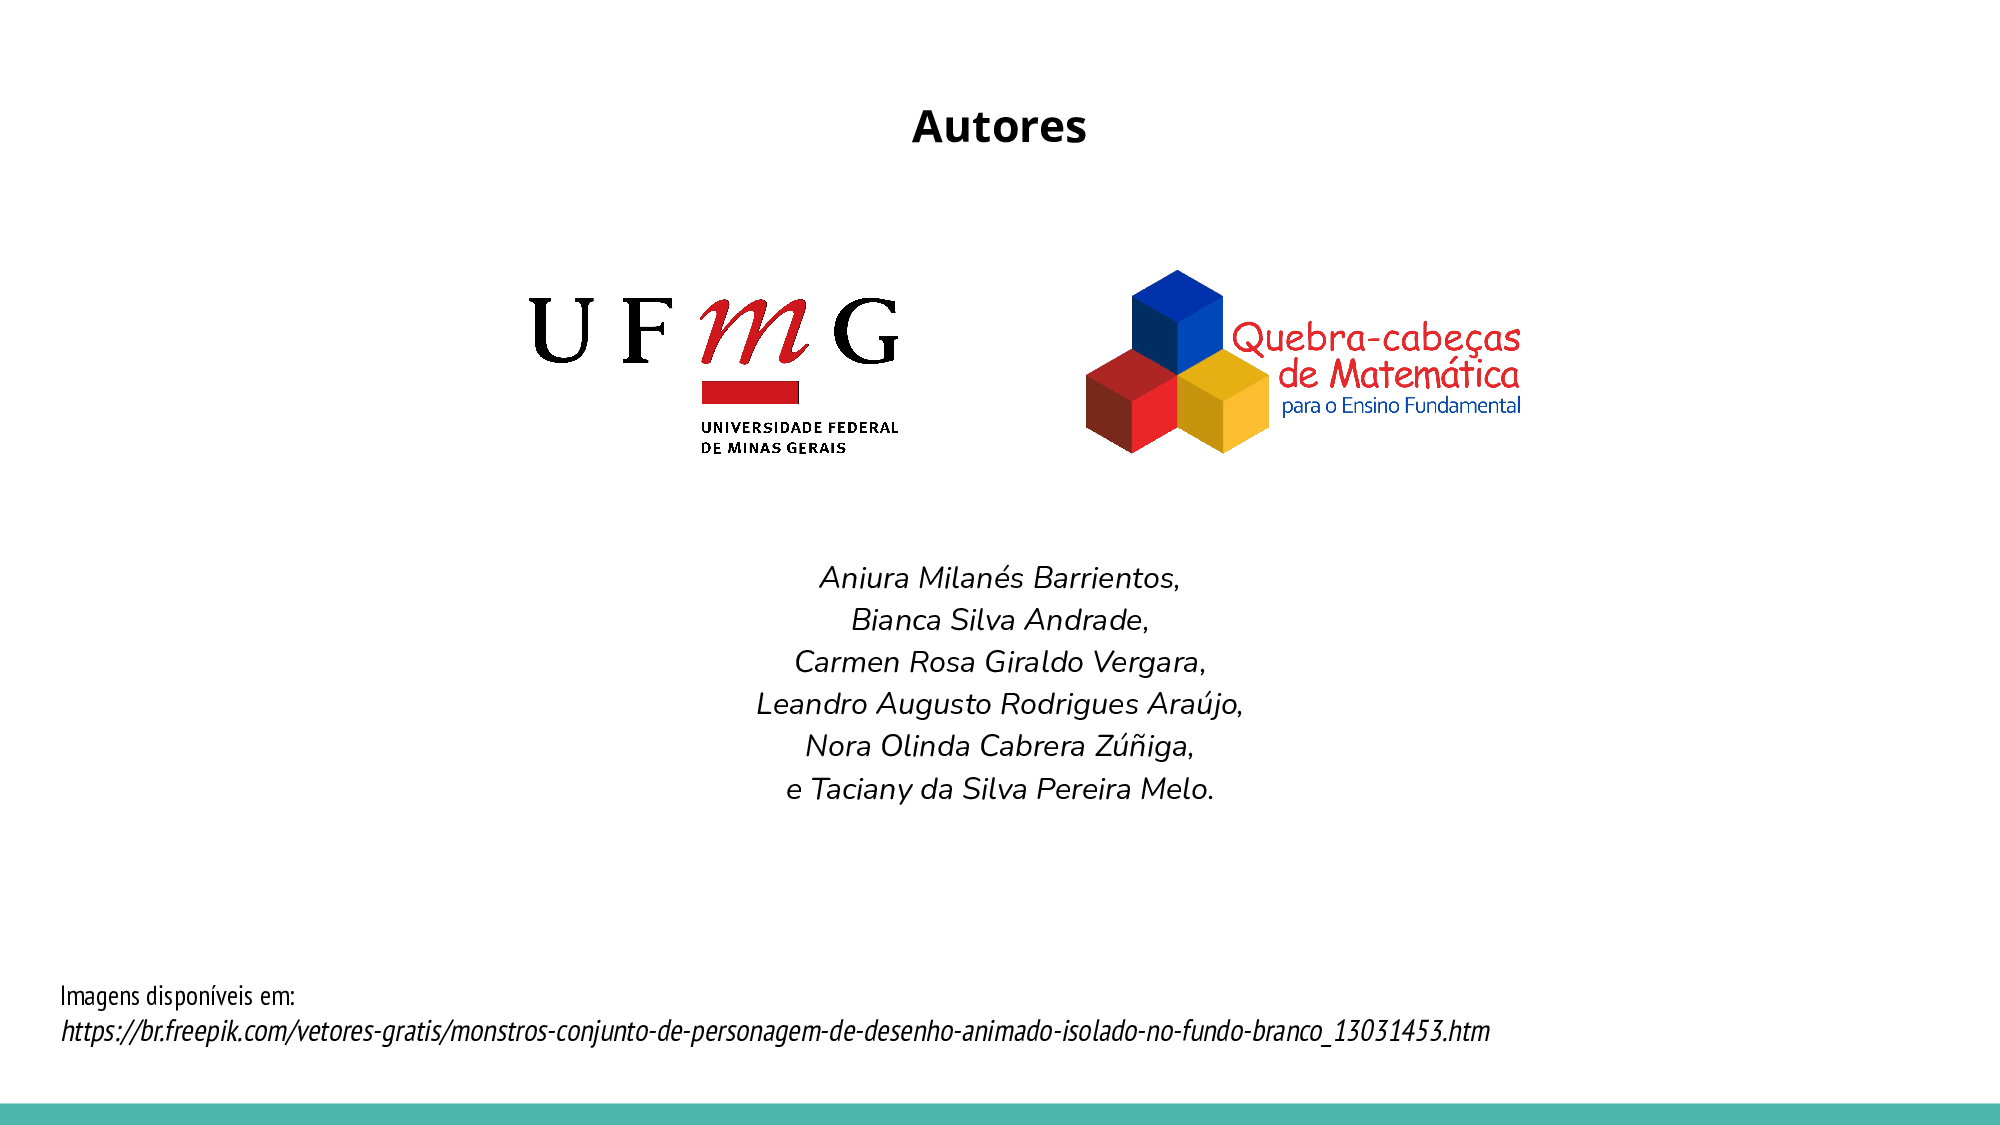 Autores
UFmG
UNIVERSIDADE FEDERAL
DE MINAS GERAIS
Quebra-cabeças
de Matemática
para o Ensino Fundamental
Aniura Milanés Barrientos,
Bianca Silva Andrade,
Carmen Rosa Giraldo Vergara,
Leandro Augusto Rodrigues Araújo,
Nora Olinda Cabrera Zúñiga,
e Taciany da Silva Pereira Melo.
Imagens disponíveis em:
https://br.freepik.com/vetores-gratis/monstros-conjunto-de-personagem-de-desenho-animado-isolado-no-fundo-branco_13031453.htm